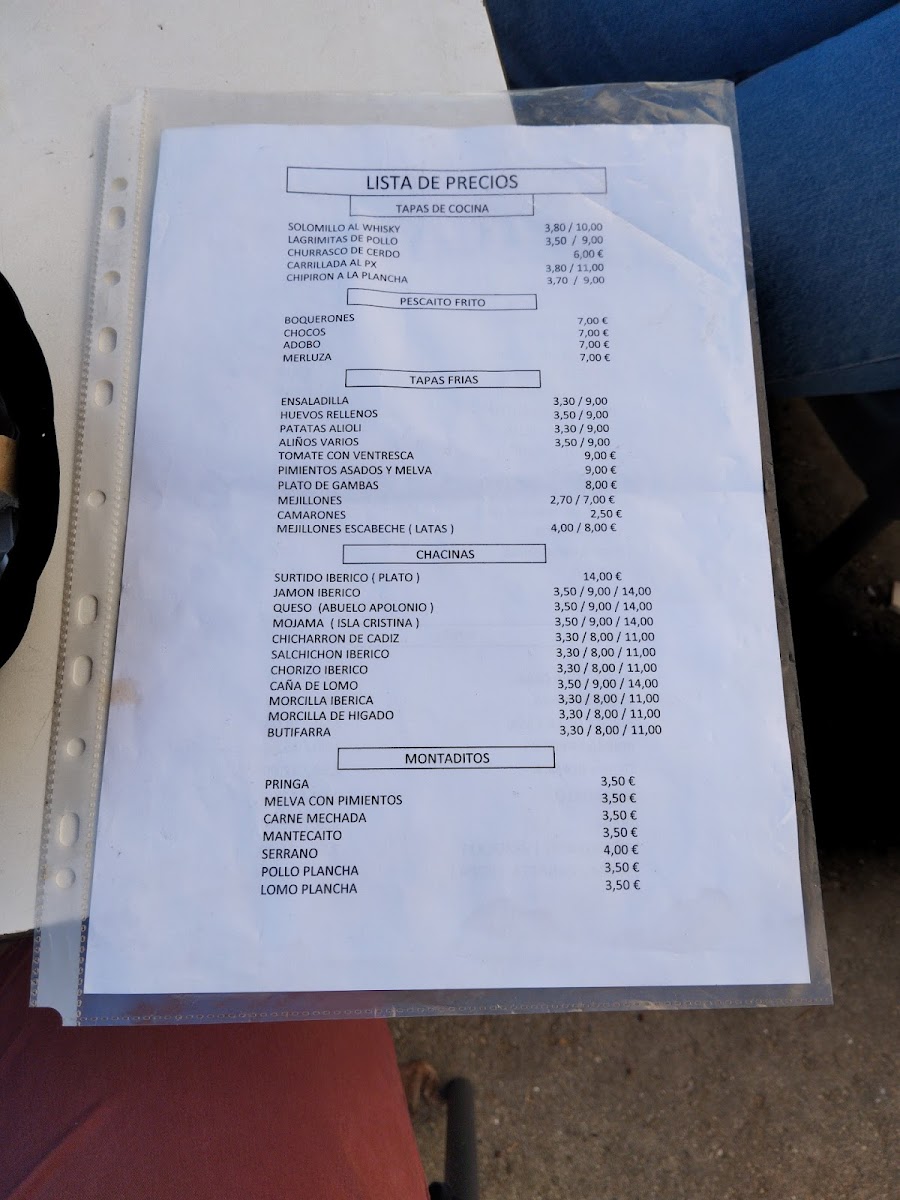 LISTA DE PRECIOS
TAPAS DE COCINA
SOLOMILLO AL WHISKY 3,80 / 10,00
LAGRIMITAS DE POLLO 3,50 / 9,00
CHURRASCO DE CERDO 6,00 €
CARRILLADA AL PX 3,80 / 11,00
CHIPIRON A LA PLANCHA 3,70 / 9,00
PESCAITO FRITO
BOQUERONES 7,00 €
CHOCOS 7,00 €
ADOBO 7,00 €
MERLUZA 7,00 €
TAPAS FRIAS
ENSALADILLA 3,30 / 9,00
HUEVOS RELLENOS 3,50 / 9,00
PATATAS ALIOLI 3,30 / 9,00
ALIÑOS VARIOS 3,50 / 9,00
TOMATE CON VENTRESCA 9,00 €
PIMIENTOS ASADOS Y MELVA 9,00 €
PLATO DE GAMBAS 8,00 €
MEJILLONES 2,70 / 7,00 €
CAMARONES 2,50 €
MEJILLONES ESCABECHE ( LATAS ) 4,00 / 8,00 €
CHACINAS
SURTIDO IBERICO ( PLATO ) 14,00 €
JAMON IBERICO 3,50 / 9,00 / 14,00
QUESO (ABUELO APOLONIO ) 3,50 / 9,00 / 14,00
MOJAMA ( ISLA CRISTINA ) 3,50 / 9,00 / 14,00
CHICHARRON DE CADIZ 3,30 / 8,00 / 11,00
SALCHICHON IBERICO 3,30 / 8,00 / 11,00
CHORIZO IBERICO 3,30 / 8,00 / 11,00
CAÑA DE LOMO 3,50 / 9,00 / 14,00
MORCILLA IBERICA 3,30 / 8,00 / 11,00
MORCILLA DE HIGADO 3,30 / 8,00 / 11,00
BUTIFARRA 3,30 / 8,00 / 11,00
MONTADITOS
PRINGA 3,50 €
MELVA CON PIMIENTOS 3,50 €
CARNE MECHADA 3,50 €
MANTECAITO 3,50 €
SERRANO 4,00 €
POLLO PLANCHA 3,50 €
LOMO PLANCHA 3,50 €